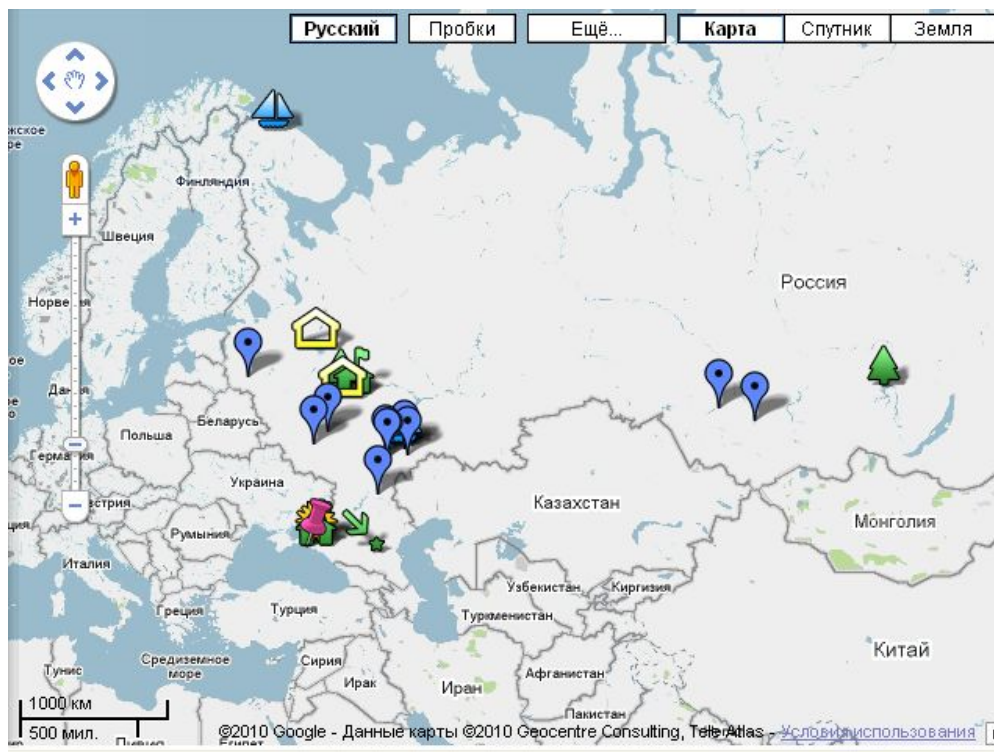 Русский
Пробки
Ещё...
Карта
Спутник
Земля
Финляндия
Швеция
Россия
Беларусь
Польша
Украина
Казахстан
Монголия
Румыния
Италия
Узбекистан
Киргизия
Греция
Турция
Туркменистан
Средиземное
море
Сирия
Китай
Тунис
Афганистан
Ирак
Иран
1000 км
Пакистан
500 мил.
©2010 Google - Данные карты ©2010 Geocentre Consulting, Tele Atlas - Условия использования